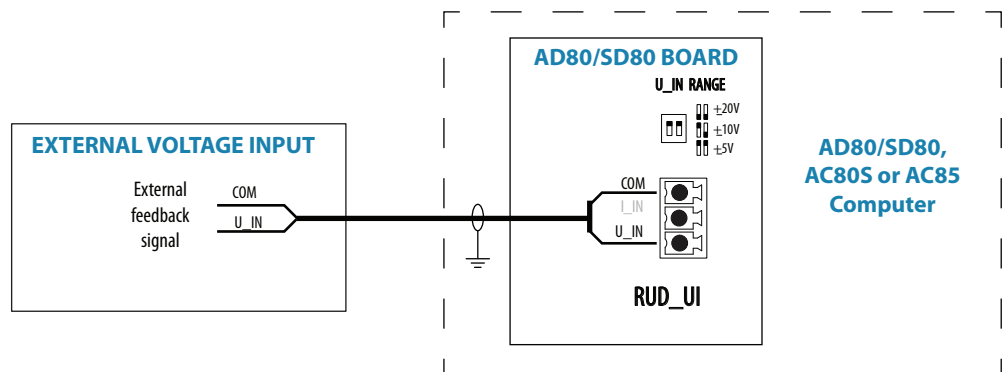 AD80/SD80 BOARD
U_IN RANGE
±20V
±10V
±5V
EXTERNAL VOLTAGE INPUT
External
feedback
signal
COM
U_IN
COM
I_IN
U_IN
RUD_UI
AD80/SD80,
AC80S or AC85
Computer